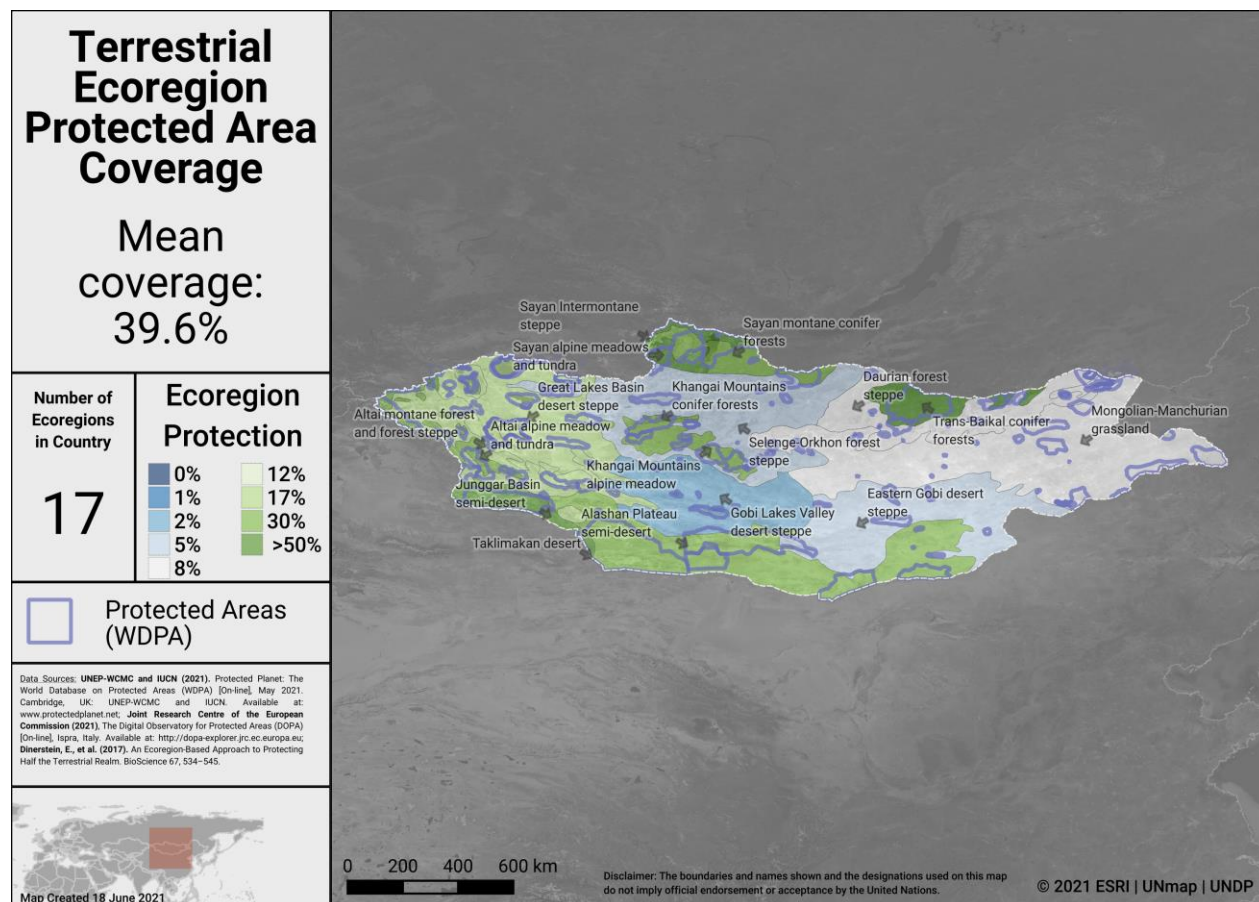 Terrestrial
Ecoregion
Protected Area
Coverage
Mean
coverage:
39.6%
Number of
Ecoregions
in Country
17
Ecoregion
Protection
0%
1%
2%
5%
8%
12%
17%
30%
>50%
Protected Areas
(WDPA)
Data Sources: UNEP-WCMC and IUCN (2021). Protected Planet: The
World Database on Protected Areas (WDPA) [On-line], May 2021.
Cambridge, UK: UNEP-WCMC and IUCN. Available at:
www.protectedplanet.net; Joint Research Centre of the European
Commission (2021), The Digital Observatory for Protected Areas (DOPA)
[On-line], Ispra, Italy. Available at: http://dopa-explorer.jrc.ec.europa.eu;
Dinerstein, E., et al. (2017). An Ecoregion-Based Approach to Protecting
Half the Terrestrial Realm. BioScience 67, 534–545.
Map Created 18 June 2021
Sayan Intermontane
steppe
Sayan montane conifer
forests
Sayan alpine meadows
and tundra
Great Lakes Basin
desert steppe
Khangai Mountains
conifer forests
Daurian forest
steppe
Altai montane forest
and forest steppe
Altai alpine meadow
and tundra
Trans-Baikal conifer
forests
Mongolian-Manchurian
grassland
Selenge-Orkhon forest
steppe
Khangai Mountains
alpine meadow
Junggar Basin
semi-desert
Alashan Plateau
semi-desert
Gobi Lakes Valley
desert steppe
Eastern Gobi desert
steppe
Taklimakan desert
0 200 400 600 km
Disclaimer: The boundaries and names shown and the designations used on this map
do not imply official endorsement or acceptance by the United Nations.
© 2021 ESRI | UNmap | UNDP